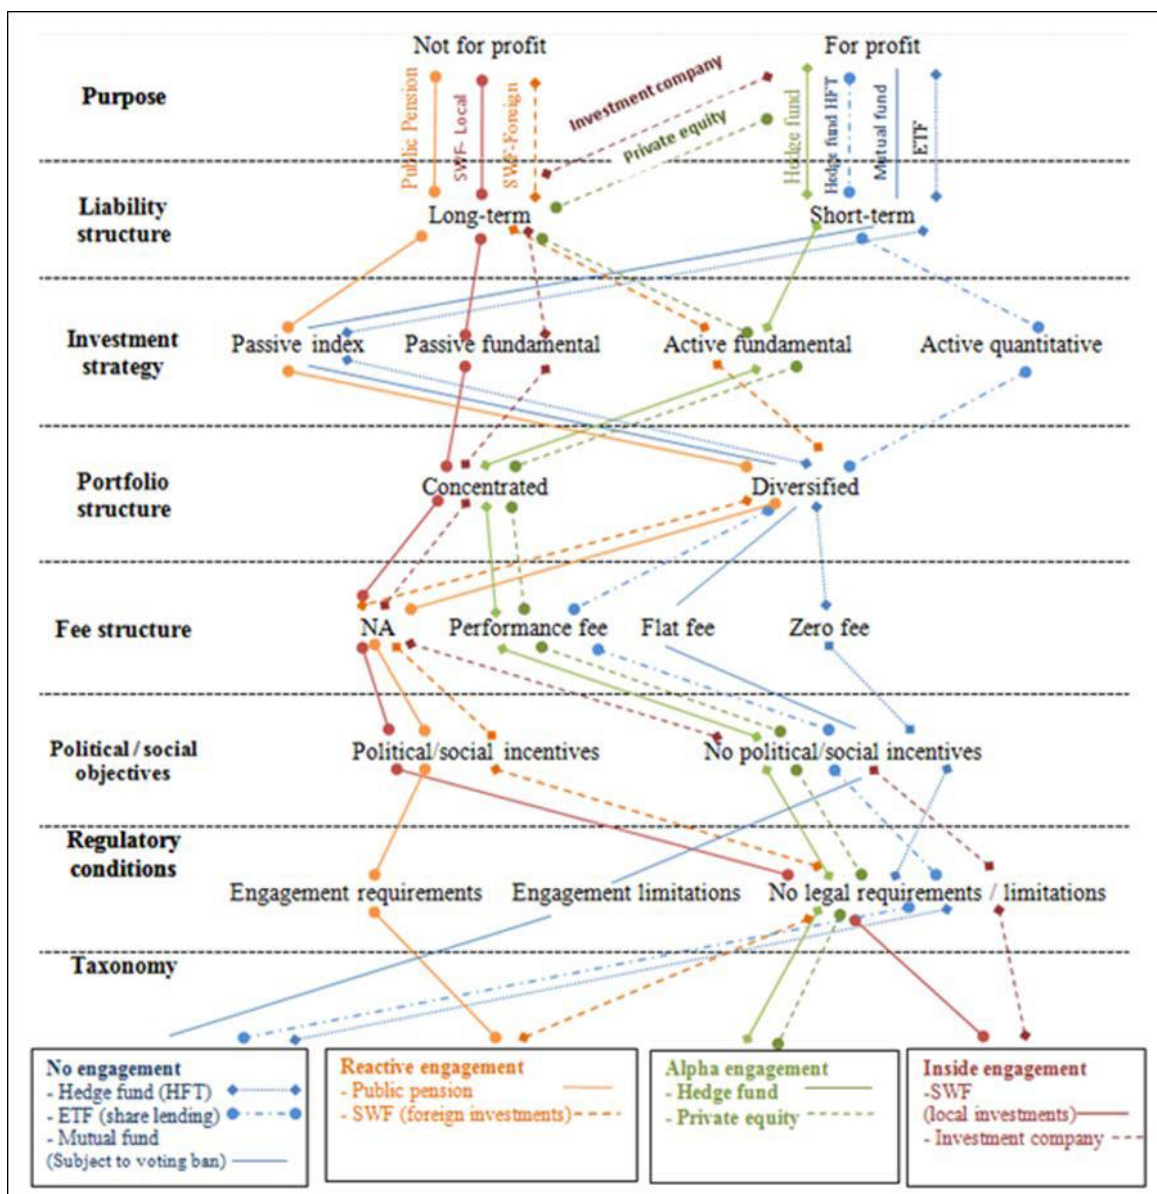 Not for profit
For profit
Purpose
Public Pension
SWF- Local
SWF-Foreign
Investment company
Private equity
Hedge fund
Hedge fund HFT
Mutual fund
ETF
Liability
structure
Long-term
Short-term
Investment
strategy
Passive index
Passive fundamental
Active fundamental
Active quantitative
Portfolio
structure
Concentrated
Diversified
Fee structure
NA
Performance fee
Flat fee
Zero fee
Political / social
objectives
Political/social incentives
No political/social incentives
Regulatory
conditions
Engagement requirements
Engagement limitations
No legal requirements / limitations
Taxonomy
No engagement
- Hedge fund (HFT)
- ETF (share lending)
- Mutual fund
(Subject to voting ban)
Reactive engagement
- Public pension
- SWF (foreign investments)
Alpha engagement
- Hedge fund
- Private equity
Inside engagement
-SWF
(local investments)
- Investment company